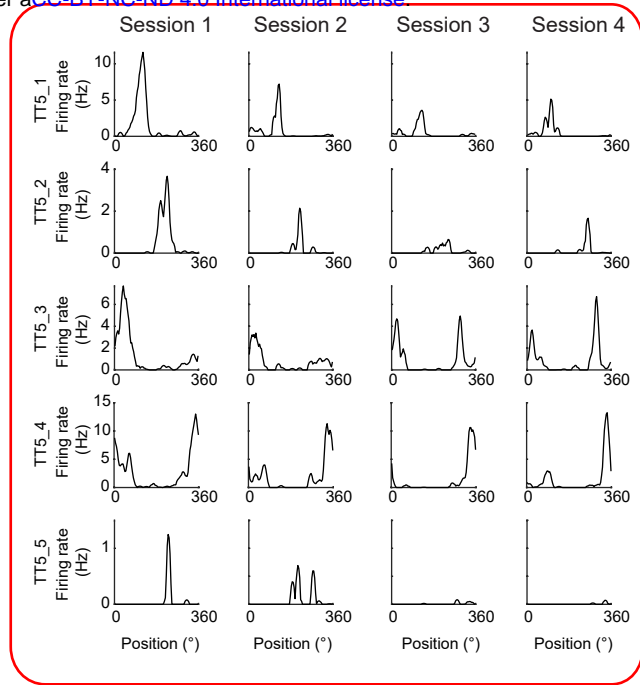 er aCC-BY-NC-ND 4.0 International license.
Session 1 Session 2 Session 3 Session 4
TT5_1
Firing rate
(Hz)
10
5
0
0 360 0 360 0 360 0 360
TT5_2
Firing rate
(Hz)
4
2
0
0 360 0 360 0 360 0 360
TT5_3
Firing rate
(Hz)
6
4
2
0
0 360 0 360 0 360 0 360
TT5_4
Firing rate
(Hz)
15
10
5
0
0 360 0 360 0 360 0 360
TT5_5
Firing rate
(Hz)
1
0
0 360 0 360 0 360 0 360
Position (°) Position (°) Position (°) Position (°)